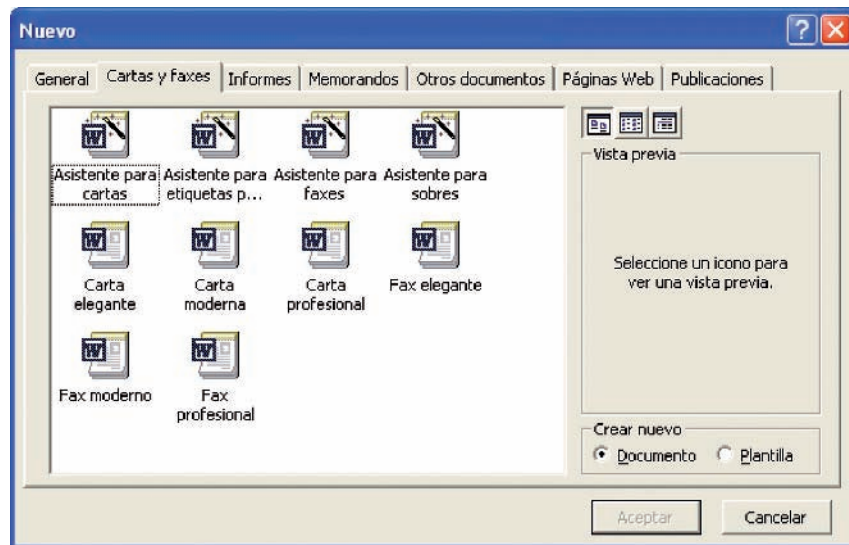 Nuevo
General Cartas y faxes Informes Memorandos Otros documentos Páginas Web Publicaciones
Asistente para cartas
Asistente para etiquetas p...
Asistente para faxes
Asistente para sobres
Carta elegante
Carta moderna
Carta profesional
Fax elegante
Fax moderno
Fax profesional
Vista previa
Seleccione un icono para
ver una vista previa.
Crear nuevo
Documento Plantilla
Aceptar Cancelar